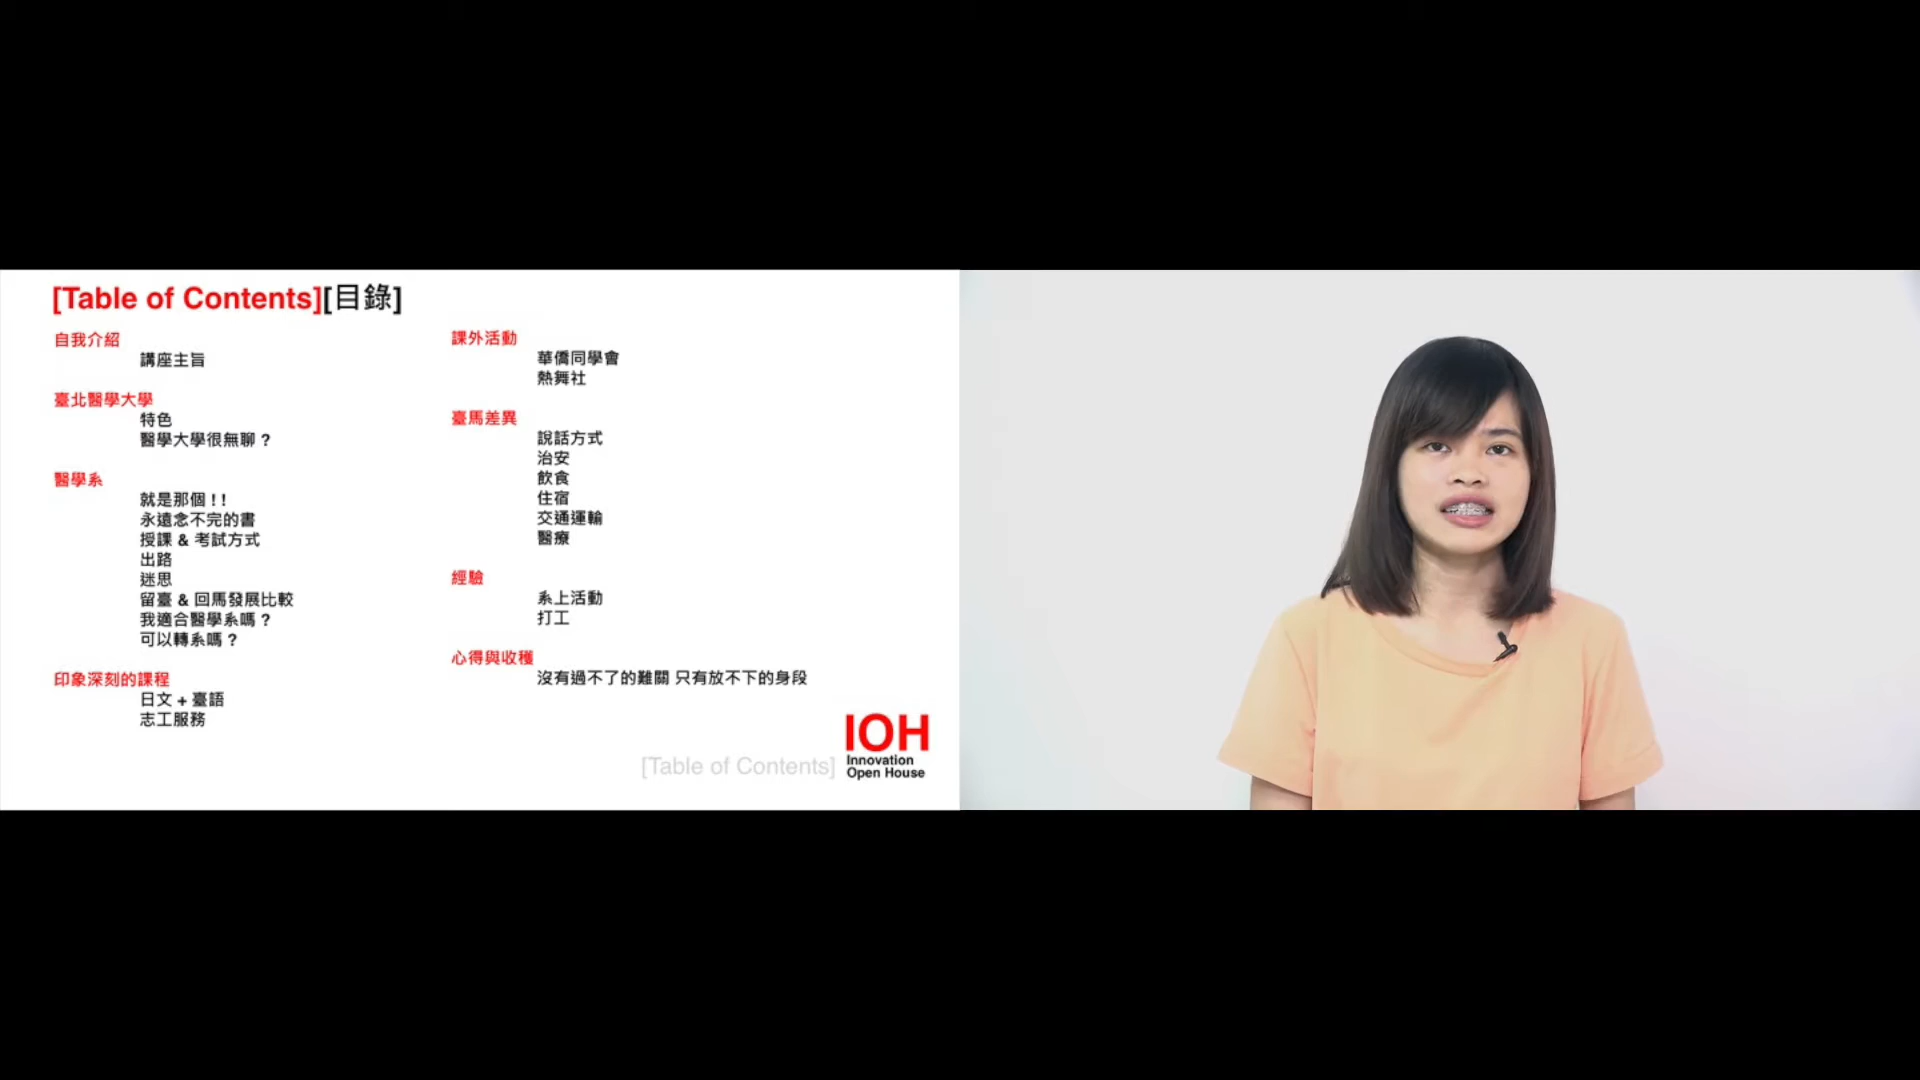 [Table of Contents][目錄]
自我介紹
講座主旨
臺北醫學大學
特色
醫學大學很無聊 ?
醫學系
就是那個 ! !
永遠念不完的書
授課 & 考試方式
出路
迷思
留臺 & 回馬發展比較
我適合醫學系嗎 ?
可以轉系嗎 ?
印象深刻的課程
日文 + 臺語
志工服務
課外活動
華僑同學會
熱舞社
臺馬差異
說話方式
治安
飲食
住宿
交通運輸
醫療
經驗
系上活動
打工
心得與收穫
沒有過不了的難關 只有放不下的身段
[Table of Contents]
IOH
Innovation
Open House